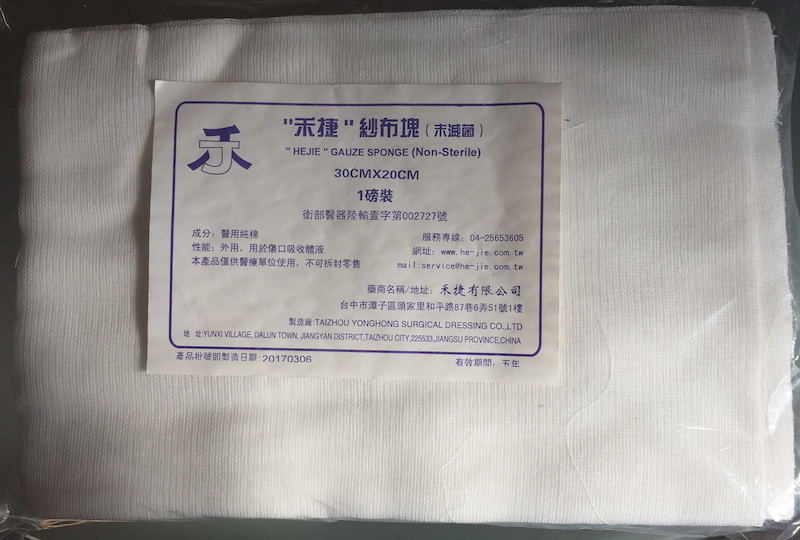 禾
"禾捷"紗布塊(未滅菌)
"HEJIE" GAUZE SPONGE (Non-Sterile)
30CMX20CM
1磅裝
衛部醫器陸輸壹字第002727號
成分：醫用純棉
服務專線：04-25653605
性能：外用，用於傷口吸收體液
網址：www.he-jie.com.tw
本產品僅供醫療單位使用，不可拆封零售
mail:service@he-jie.com.tw
藥商名稱/地址：禾捷有限公司
台中市潭子區頭家里和平路87巷6弄51號1樓
製造廠:TAIZHOU YONGHONG SURGICAL DRESSING CO.,LTD
地 址:YUNXI VILLAGE, DALUN TOWN, JIANGYAN DISTRICT,TAIZHOU CITY,225533,JIANGSU PROVINCE,CHINA
產品批號即製造日期:20170306
有效期間：五年